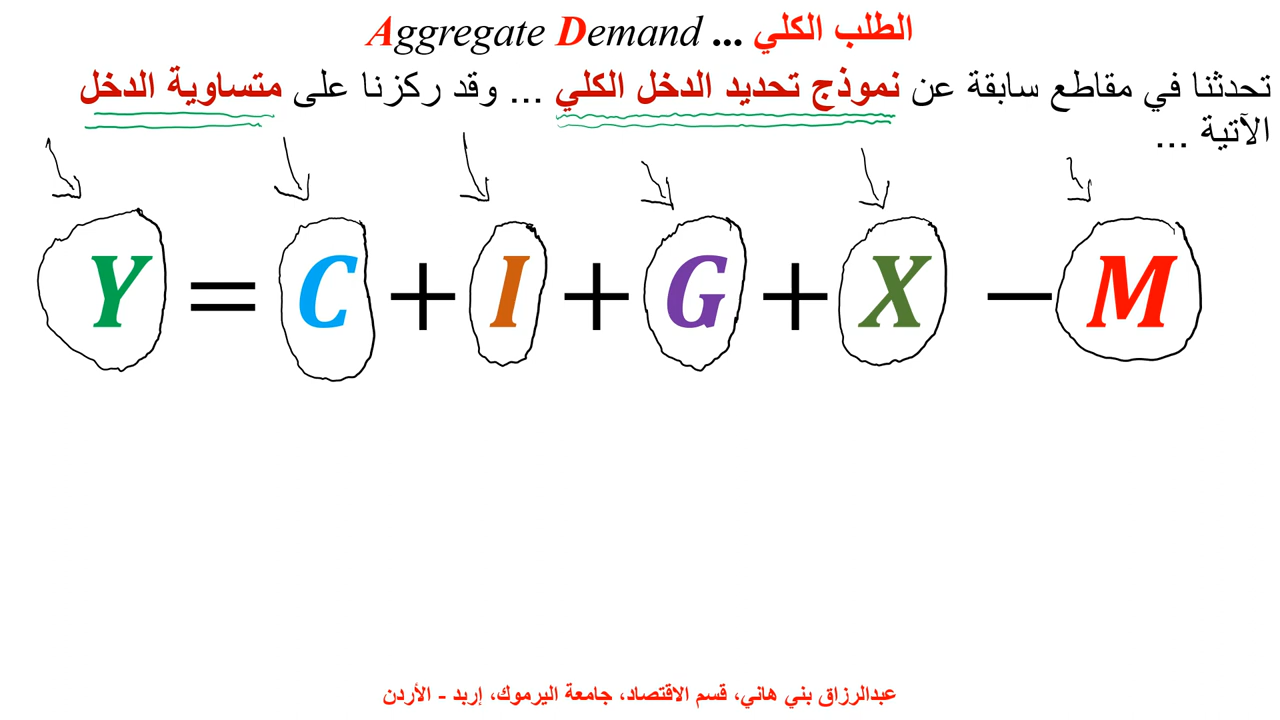 الطلب الكلي ... Aggregate Demand
تحدثنا في مقاطع سابقة عن نموذج تحديد الدخل الكلي ... وقد ركزنا على متساوية الدخل
الآتية ...
Y = C + I + G + X − M
عبدالرزاق بني هاني، قسم الاقتصاد، جامعة اليرموك، إربد - الأردن